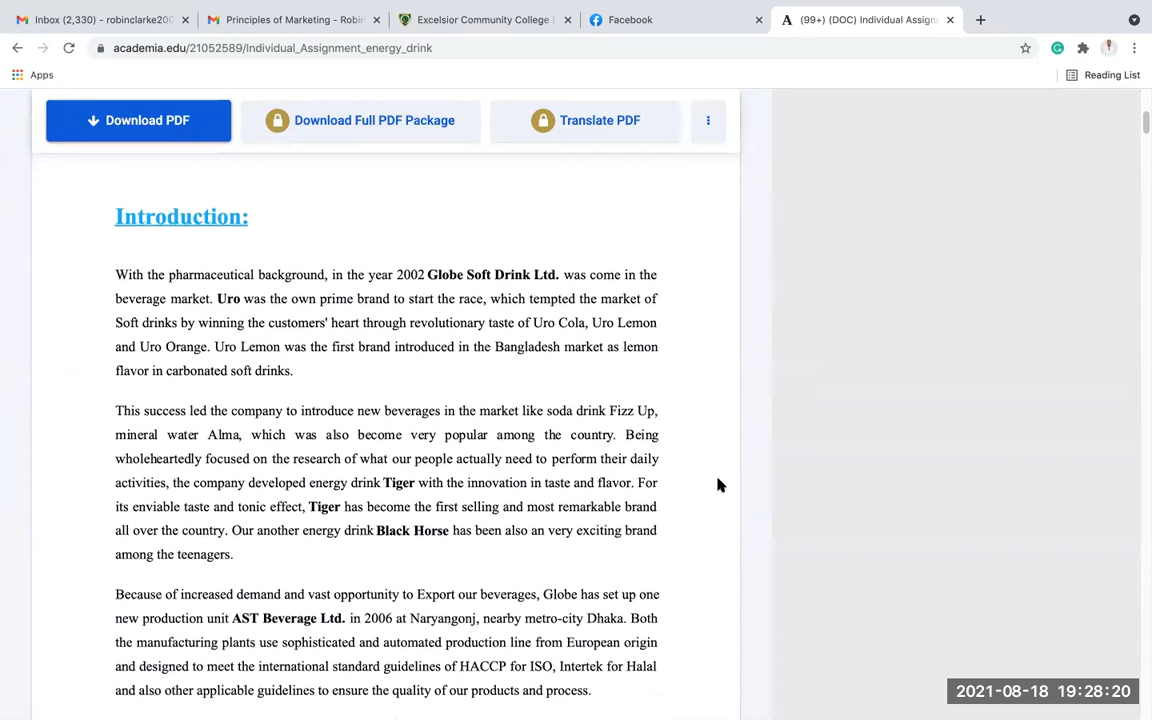 Inbox (2,330) - robinclarke200
Principles of Marketing - Robin
Excelsior Community College |
Facebook
A (99+) (DOC) Individual Assignm
academia.edu/21052589/Individual_Assignment_energy_drink
Apps
Reading List
Download PDF
Download Full PDF Package
Translate PDF
Introduction:
With the pharmaceutical background, in the year 2002 Globe Soft Drink Ltd. was come in the
beverage market. Uro was the own prime brand to start the race, which tempted the market of
Soft drinks by winning the customers' heart through revolutionary taste of Uro Cola, Uro Lemon
and Uro Orange. Uro Lemon was the first brand introduced in the Bangladesh market as lemon
flavor in carbonated soft drinks.
This success led the company to introduce new beverages in the market like soda drink Fizz Up,
mineral water Alma, which was also become very popular among the country. Being
wholeheartedly focused on the research of what our people actually need to perform their daily
activities, the company developed energy drink Tiger with the innovation in taste and flavor. For
its enviable taste and tonic effect, Tiger has become the first selling and most remarkable brand
all over the country. Our another energy drink Black Horse has been also an very exciting brand
among the teenagers.
Because of increased demand and vast opportunity to Export our beverages, Globe has set up one
new production unit AST Beverage Ltd. in 2006 at Naryangonj, nearby metro-city Dhaka. Both
the manufacturing plants use sophisticated and automated production line from European origin
and designed to meet the international standard guidelines of HACCP for ISO, Intertek for Halal
and also other applicable guidelines to ensure the quality of our products and process.
2021-08-18 19:28:20